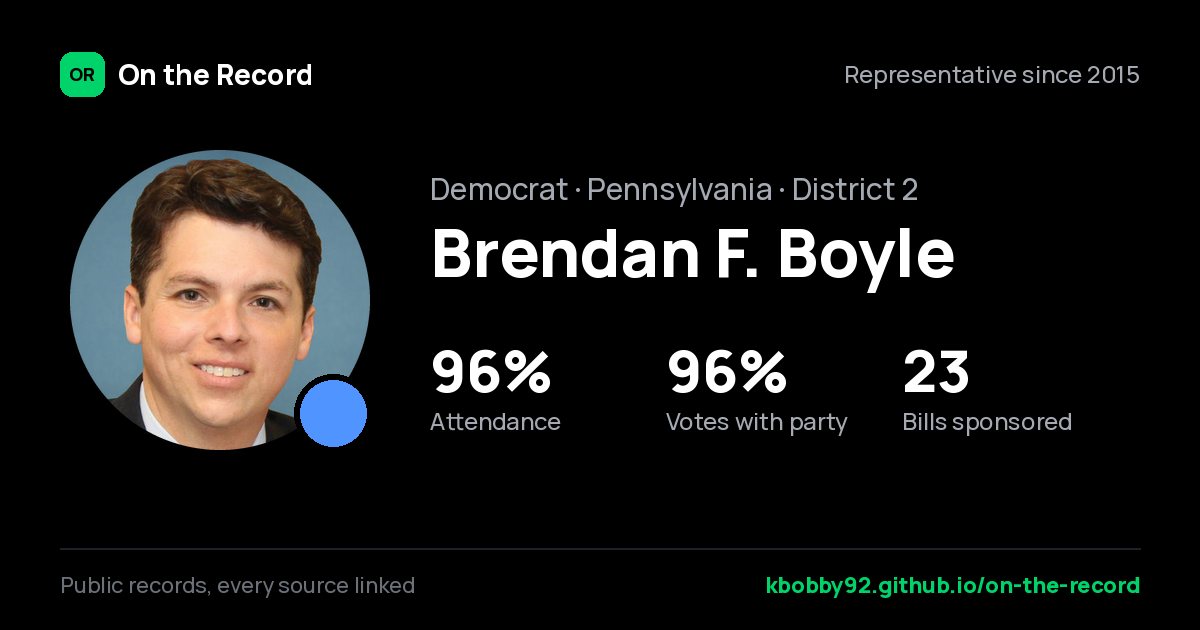 OR On the Record
Representative since 2015
Democrat · Pennsylvania · District 2
Brendan F. Boyle
96% 96% 23
Attendance Votes with party Bills sponsored
Public records, every source linked
kbobby92.github.io/on-the-record